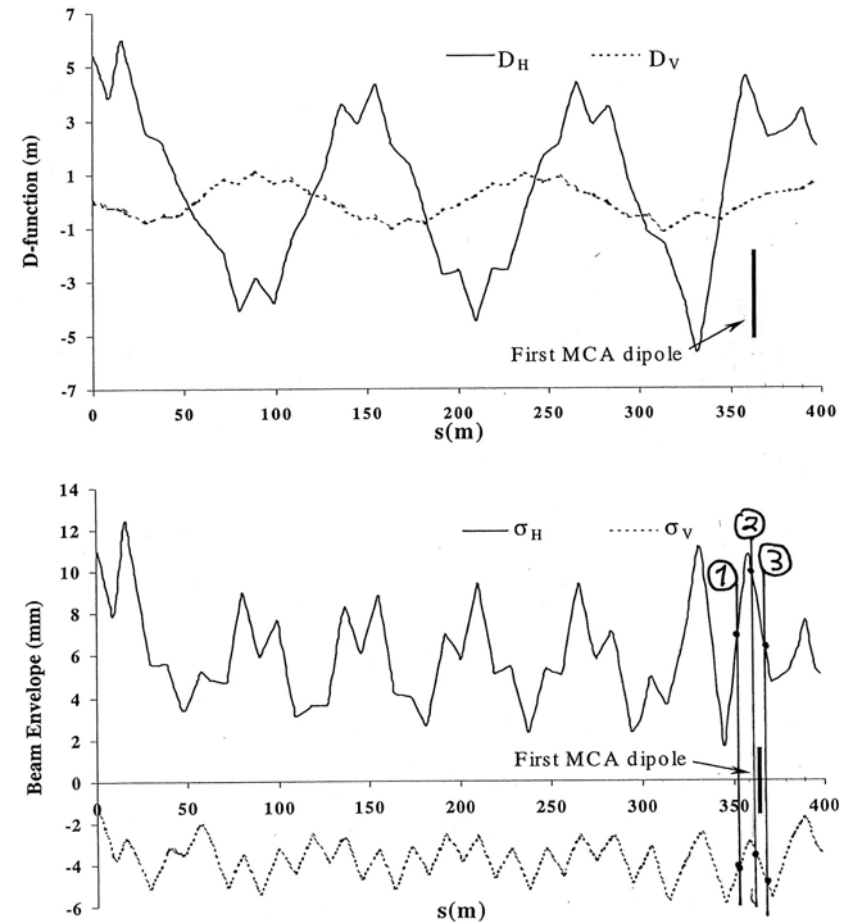 7
5
3
1
-1
-3
-5
-7
D-function (m)
D_H
D_V
First MCA dipole
0 50 100 150 200 250 300 350 400
s(m)
14
12
10
8
6
4
2
0
-2
-4
-6
Beam Envelope (mm)
σ_H
σ_V
②
①
③
First MCA dipole
0 50 100 150 200 250 300 350 400
s(m)